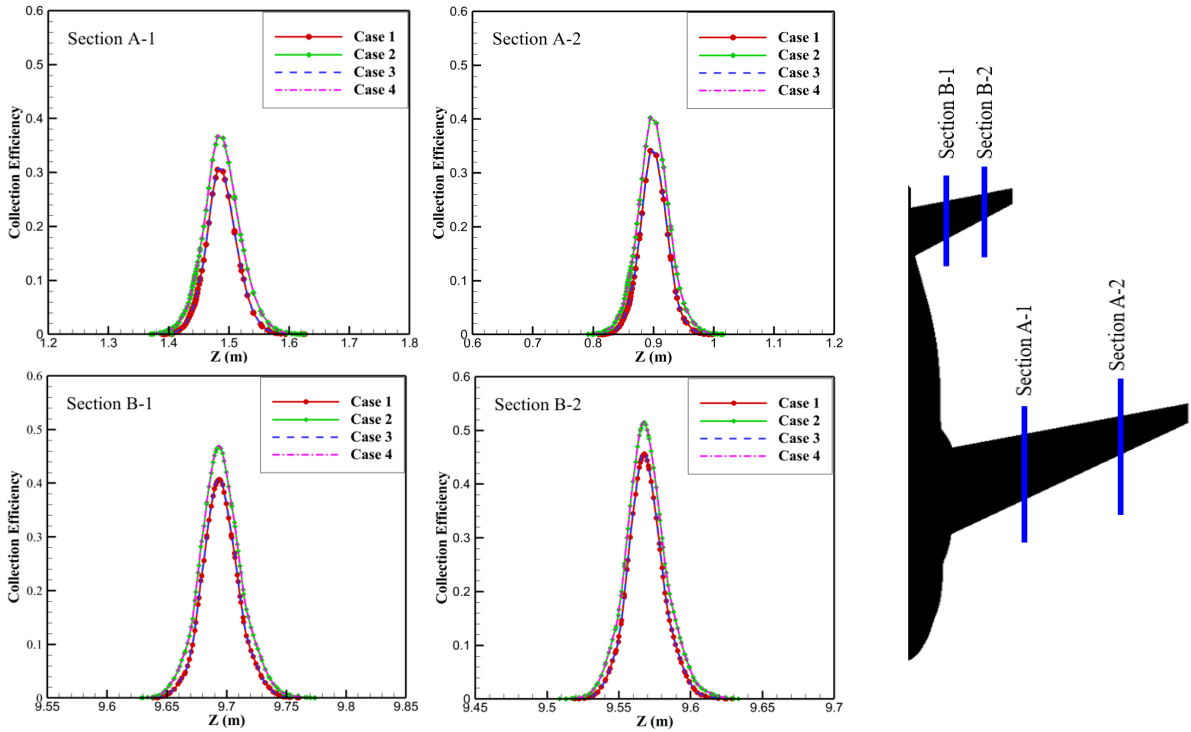 0.6
Section A-1
Case 1
Case 2
Case 3
Case 4
0.5
0.4
0.3
0.2
0.1
0
Collection Efficiency
1.2
1.3
1.4
1.5
1.6
1.7
1.8
Z (m)
0.6
Section A-2
Case 1
Case 2
Case 3
Case 4
0.5
0.4
0.3
0.2
0.1
0
Collection Efficiency
0.6
0.7
0.8
0.9
1
1.1
1.2
Z (m)
Section B-1
Section B-2
Section A-1
Section A-2
0.6
Section B-1
Case 1
Case 2
Case 3
Case 4
0.5
0.4
0.3
0.2
0.1
0
Collection Efficiency
9.55
9.6
9.65
9.7
9.75
9.8
9.85
Z (m)
0.6
Section B-2
Case 1
Case 2
Case 3
Case 4
0.5
0.4
0.3
0.2
0.1
0
Collection Efficiency
9.45
9.5
9.55
9.6
9.65
9.7
Z (m)